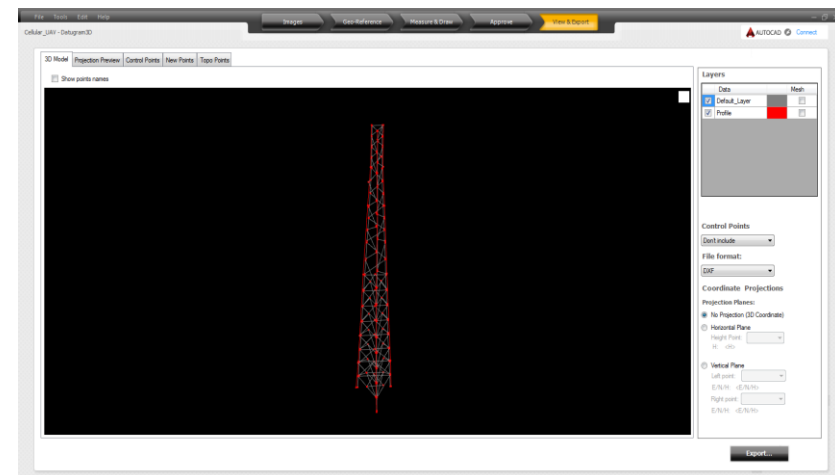 File Tools Edit Help
Images Geo-Reference Measure & Draw Approve View & Export
Cellular_UAV - Datugram3D
AUTOCAD Connect
3D Model Projection Preview Control Points New Points Topo Points
Show points names
Layers
Data Mesh
Default_Layer
Profile
Control Points
Don't include
File format:
DXF
Coordinate Projections
Projection Planes:
No Projection (3D Coordinate)
Horizontal Plane
Height Point:
H: <H>
Vertical Plane
Left point:
E/N/H: <E/N/H>
Right point:
E/N/H: <E/N/H>
Export...